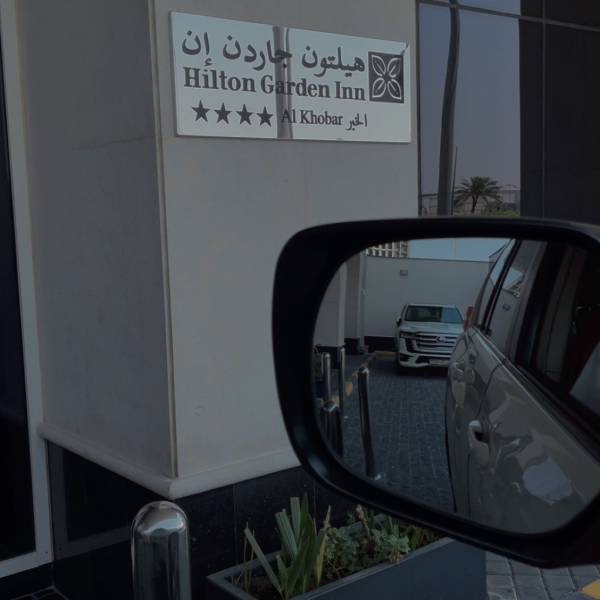 هيلتون جاردن إن
Hilton Garden Inn
★★★★ Al Khobar الخبر